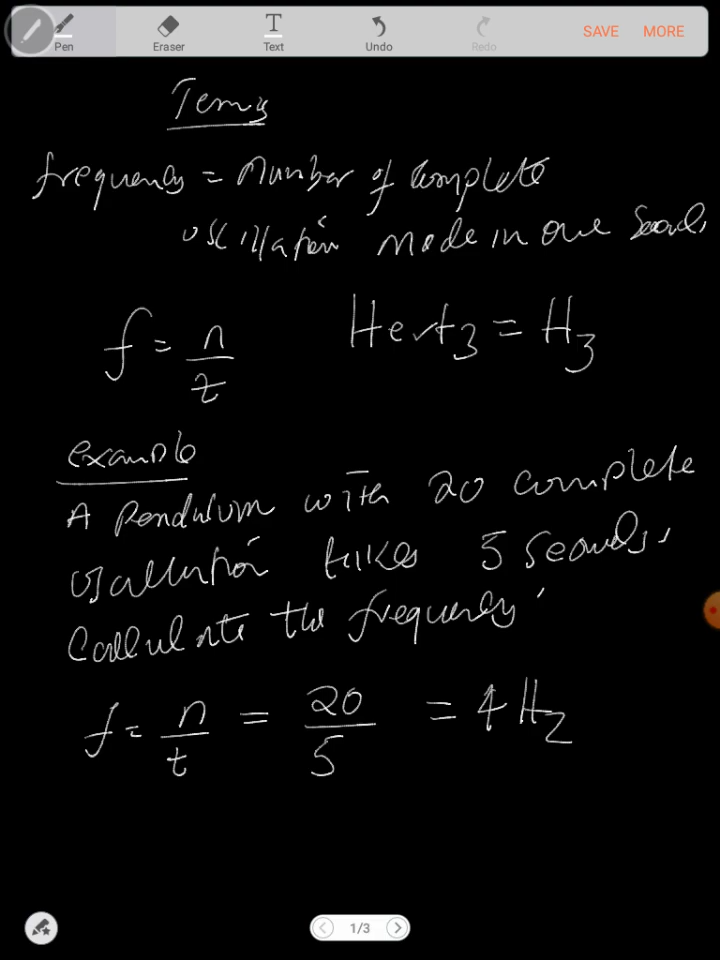 Pen Eraser Text Undo Redo SAVE MORE
Terms
frequency = Number of complete
oscillation made in one second.
f = n/t Hertz = Hz
example
A Pendulum with 20 complete
oscillation takes 5 seconds.
Calculate the frequency.
f = n/t = 20/5 = 4 Hz
1/3